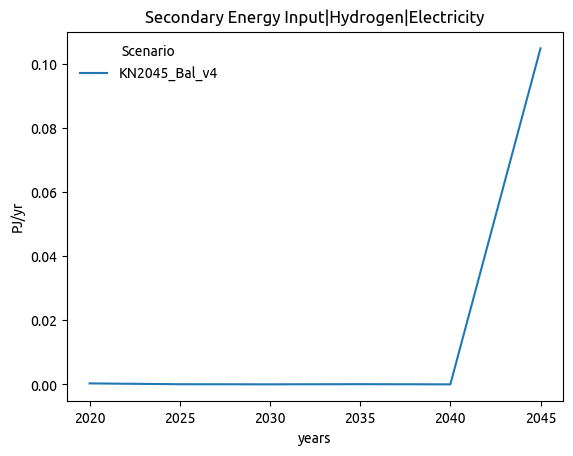 Secondary Energy Input|Hydrogen|Electricity
Scenario
KN2045_Bal_v4
PJ/yr
0.10
0.08
0.06
0.04
0.02
0.00
2020 2025 2030 2035 2040 2045
years